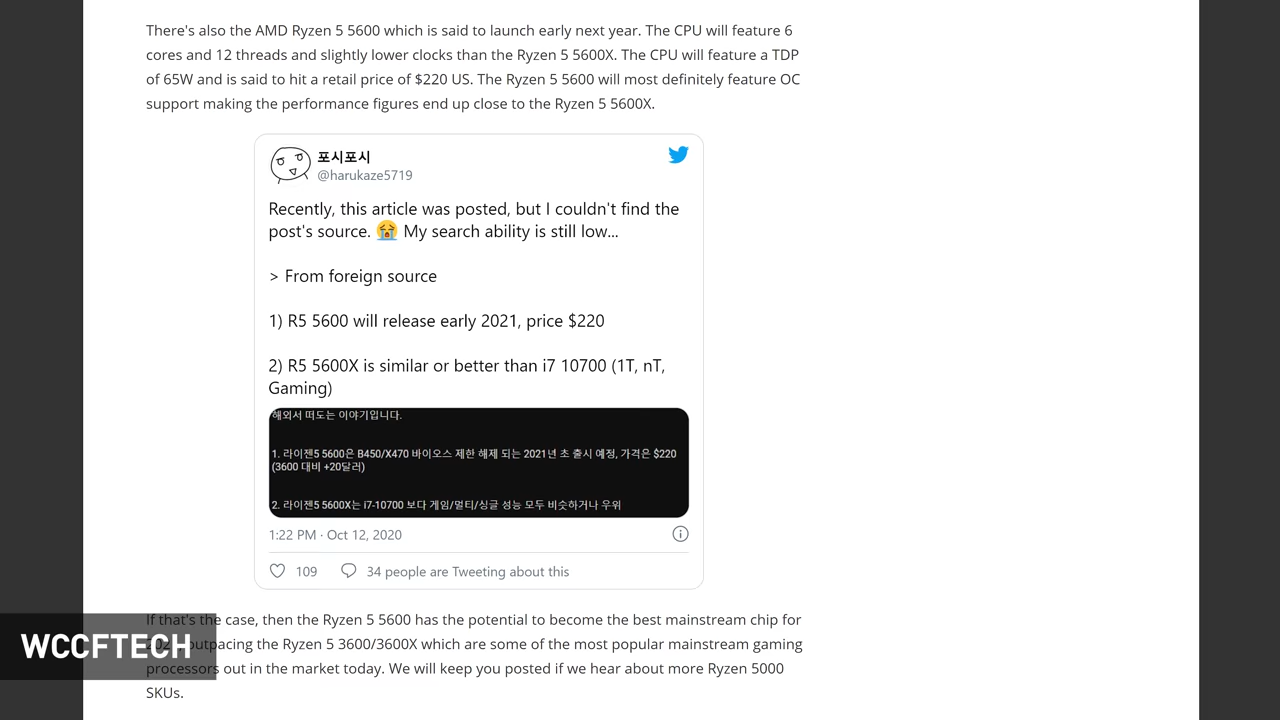 There's also the AMD Ryzen 5 5600 which is said to launch early next year. The CPU will feature 6
cores and 12 threads and slightly lower clocks than the Ryzen 5 5600X. The CPU will feature a TDP
of 65W and is said to hit a retail price of $220 US. The Ryzen 5 5600 will most definitely feature OC
support making the performance figures end up close to the Ryzen 5 5600X.
포시포시
@harukaze5719
Recently, this article was posted, but I couldn't find the
post's source. 😭 My search ability is still low...
> From foreign source
1) R5 5600 will release early 2021, price $220
2) R5 5600X is similar or better than i7 10700 (1T, nT,
Gaming)
해외서 떠도는 이야기입니다.
1. 라이젠5 5600은 B450/X470 바이오스 제한 해제 되는 2021년 초 출시 예정, 가격은 $220
(3600 대비 +20달러)
2. 라이젠5 5600X는 i7-10700 보다 게임/멀티/싱글 성능 모두 비슷하거나 우위
1:22 PM · Oct 12, 2020
109 34 people are Tweeting about this
If that's the case, then the Ryzen 5 5600 has the potential to become the best mainstream chip for
outpacing the Ryzen 5 3600/3600X which are some of the most popular mainstream gaming
processors out in the market today. We will keep you posted if we hear about more Ryzen 5000
SKUs.
WCCFTECH